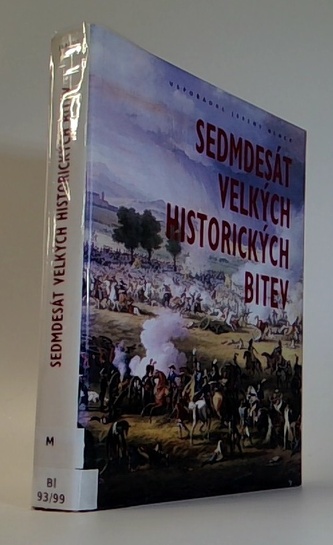 USPOŘÁDAL JEREMY BLACK
SEDMDESÁT
VELKÝCH
HISTORICKÝCH
BITEV
SEDMDESÁT VELKÝCH HISTORICKÝCH BITEV
M
BI
93/99